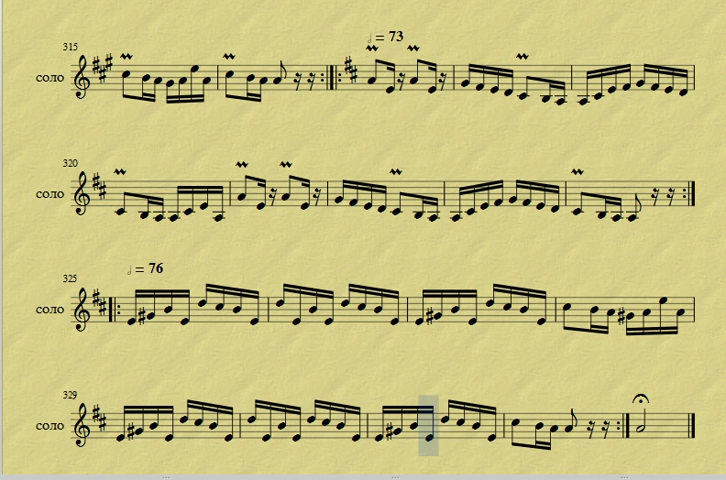 315
= 73
соло
320
соло
325
= 76
соло
329
соло